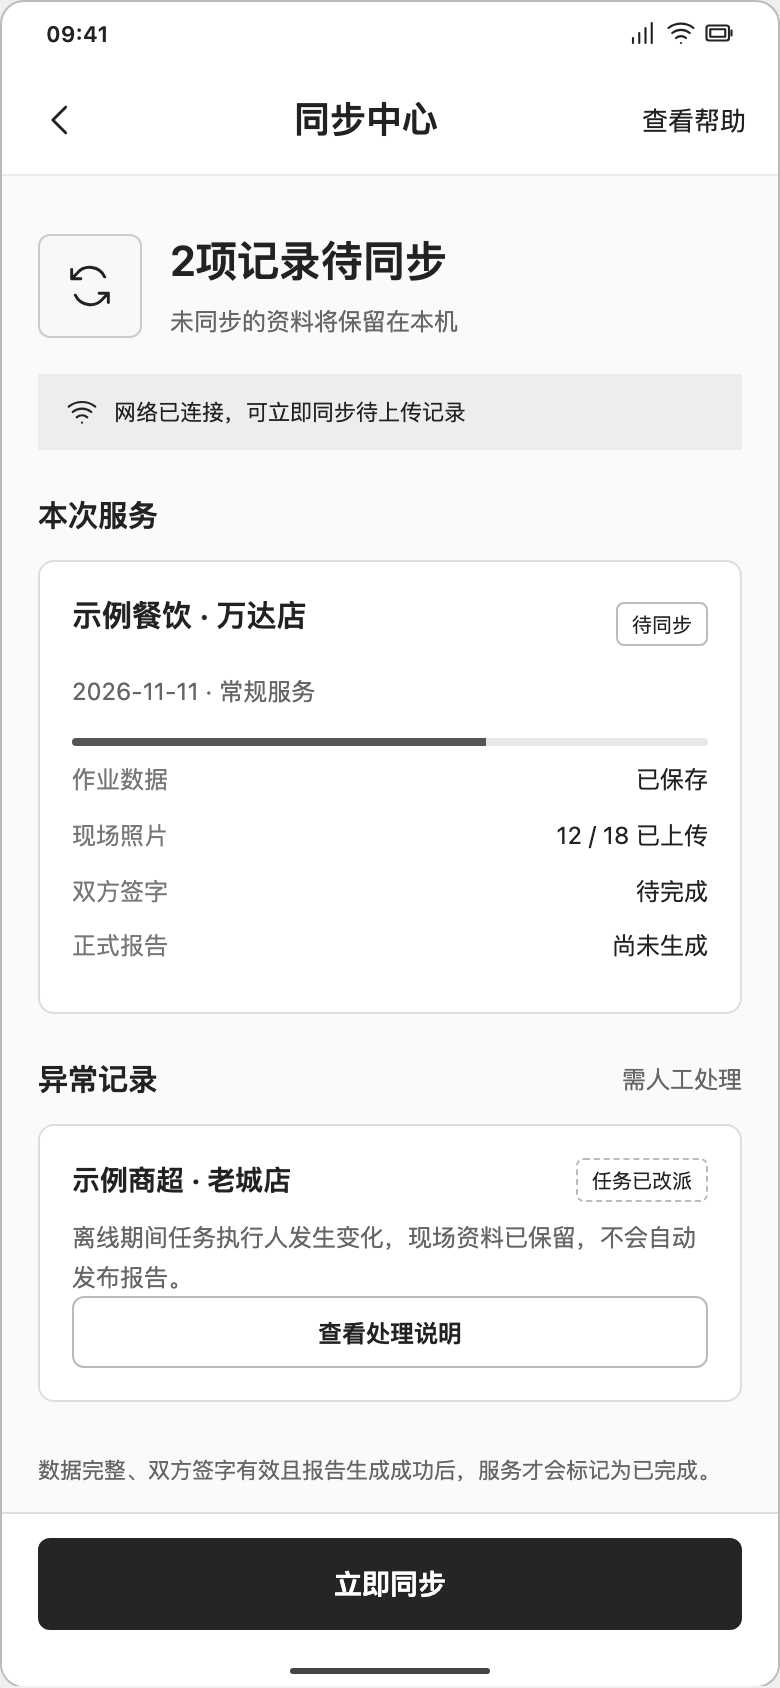 09:41
同步中心
查看帮助
2项记录待同步
未同步的资料将保留在本机
网络已连接，可立即同步待上传记录
本次服务
示例餐饮 · 万达店
待同步
2026-11-11 · 常规服务
作业数据
已保存
现场照片
12 / 18 已上传
双方签字
待完成
正式报告
尚未生成
异常记录
需人工处理
示例商超 · 老城店
任务已改派
离线期间任务执行人发生变化，现场资料已保留，不会自动
发布报告。
查看处理说明
数据完整、双方签字有效且报告生成成功后，服务才会标记为已完成。
立即同步